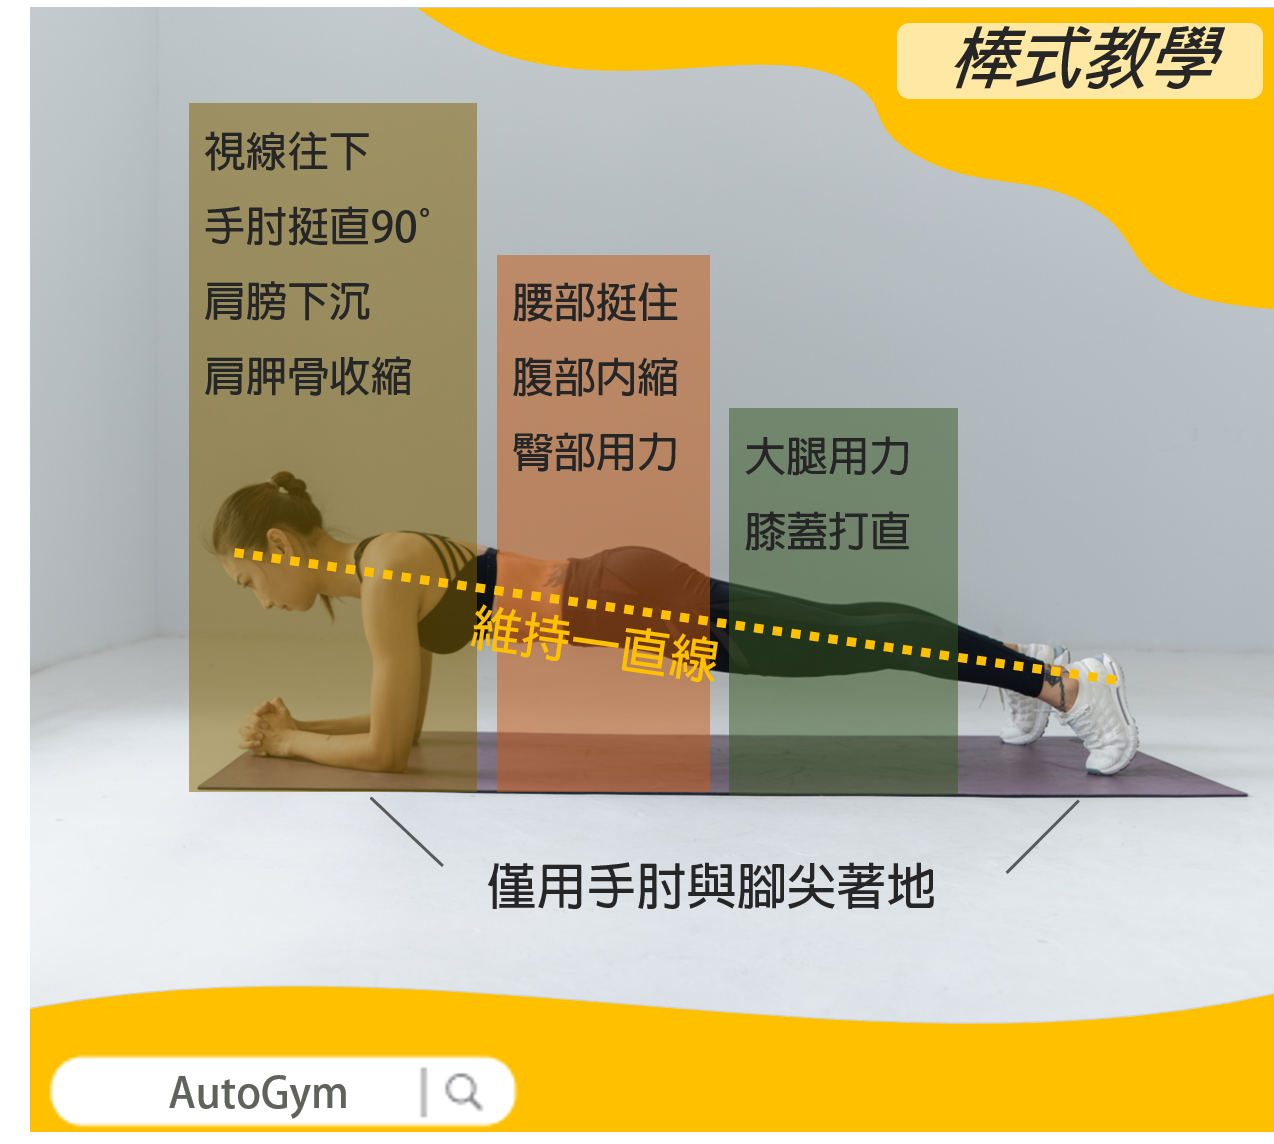 棒式教學
視線往下
手肘挺直90°
肩膀下沉
肩胛骨收縮
腰部挺住
腹部内縮
臀部用力
大腿用力
膝蓋打直
維持一直線
僅用手肘與腳尖著地
AutoGym